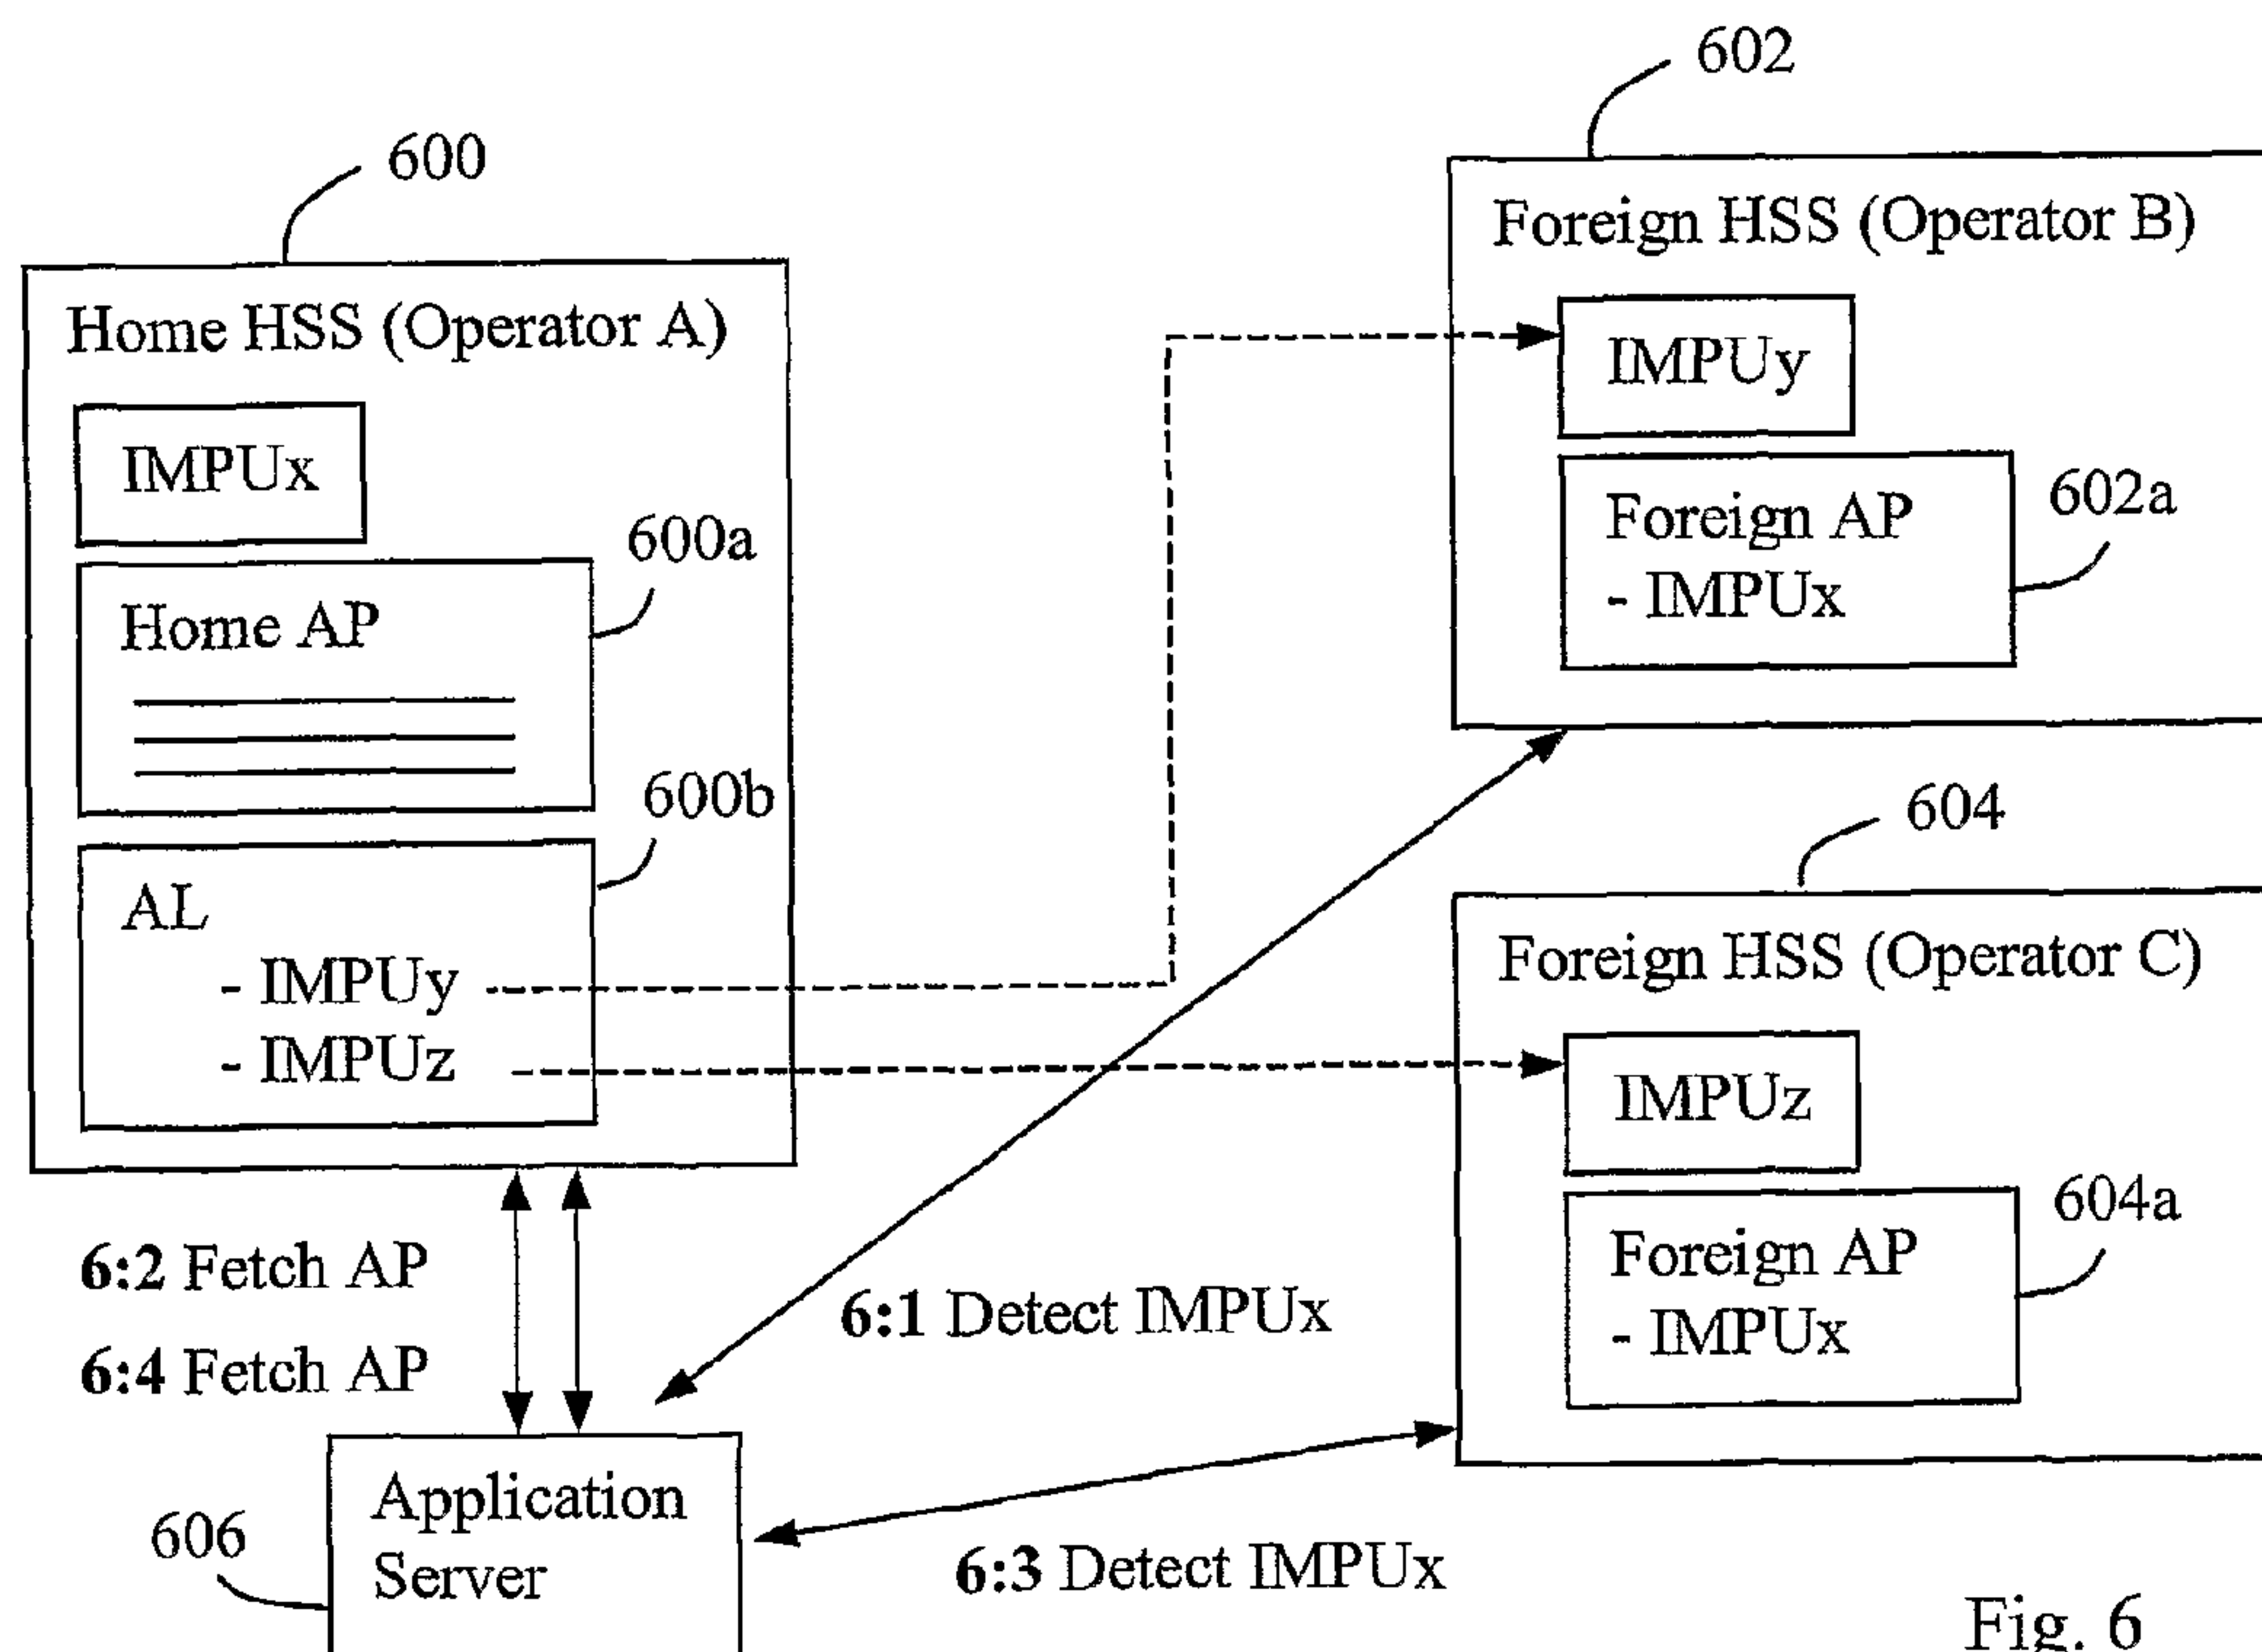 600
Home HSS (Operator A)
IMPUx
600a
Home AP
600b
AL
- IMPUy
- IMPUz
602
Foreign HSS (Operator B)
IMPUy
602a
Foreign AP
- IMPUx
604
Foreign HSS (Operator C)
IMPUz
604a
Foreign AP
- IMPUx
6:2 Fetch AP
6:4 Fetch AP
6:1 Detect IMPUx
6:3 Detect IMPUx
606
Application
Server
Fig. 6